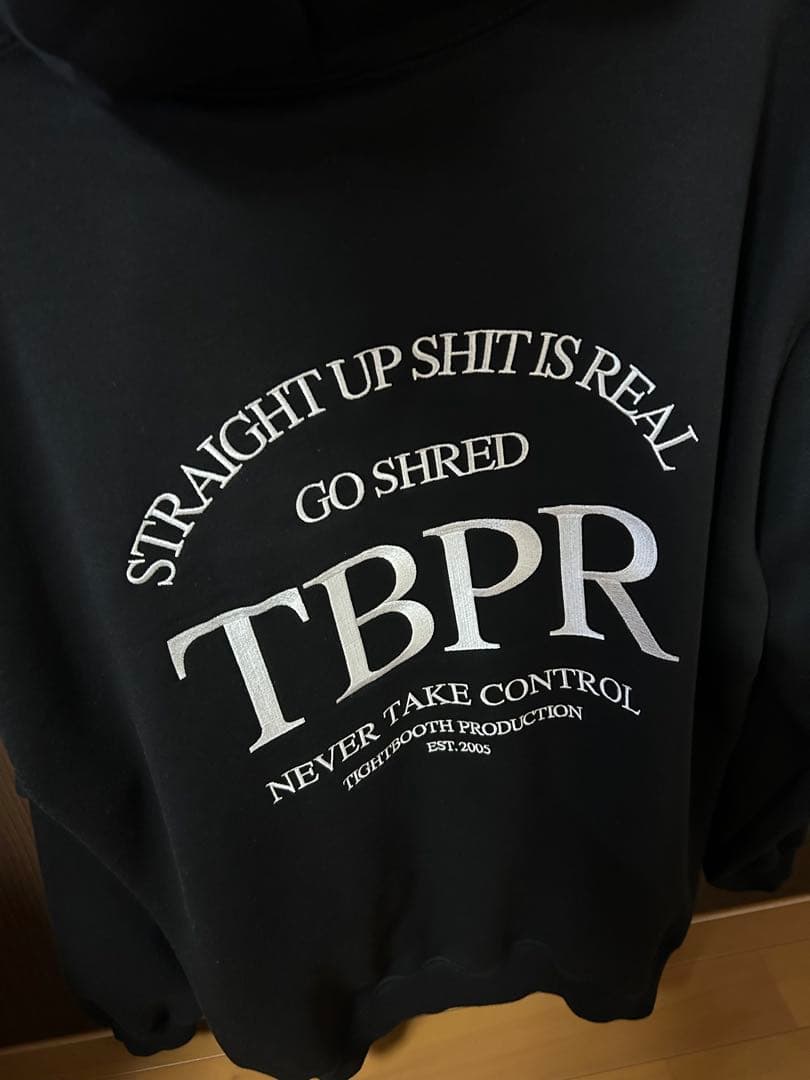 STRAIGHT UP SHIT IS REAL
GO SHRED
TBPR
NEVER TAKE CONTROL
TIGHTBOOTH PRODUCTION
EST. 2005